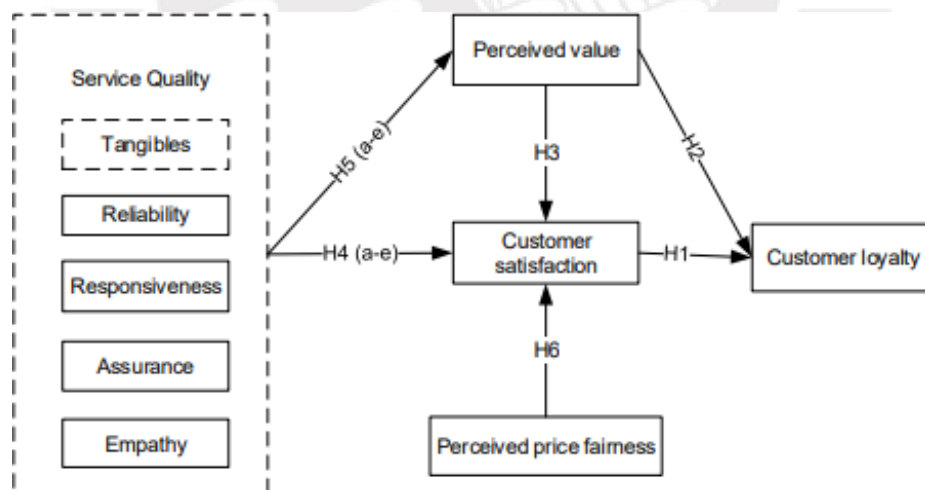 Service Quality
Tangibles
Reliability
Responsiveness
Assurance
Empathy
H5 (a-e)
H4 (a-e)
Perceived value
H3
Customer
satisfaction
H6
Perceived price fairness
H2
H1
Customer loyalty